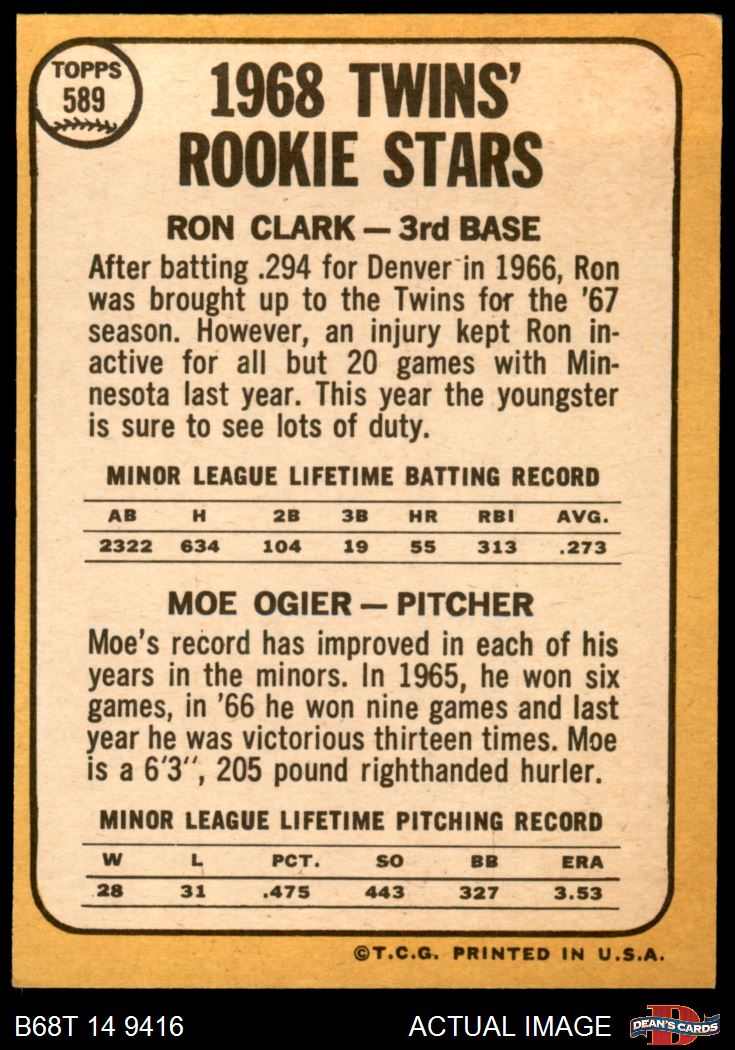 TOPPS
589
1968 TWINS'
ROOKIE STARS
RON CLARK — 3rd BASE
After batting .294 for Denver in 1966, Ron
was brought up to the Twins for the '67
season. However, an injury kept Ron in-
active for all but 20 games with Min-
nesota last year. This year the youngster
is sure to see lots of duty.
MINOR LEAGUE LIFETIME BATTING RECORD
AB H 2B 3B HR RBI AVG.
2322 634 104 19 55 313 .273
MOE OGIER — PITCHER
Moe's record has improved in each of his
years in the minors. In 1965, he won six
games, in '66 he won nine games and last
year he was victorious thirteen times. Moe
is a 6'3", 205 pound righthanded hurler.
MINOR LEAGUE LIFETIME PITCHING RECORD
W L PCT. SO BB ERA
28 31 .475 443 327 3.53
©T.C.G. PRINTED IN U.S.A.
B68T 14 9416 ACTUAL IMAGE
D
DEAN'S CARDS